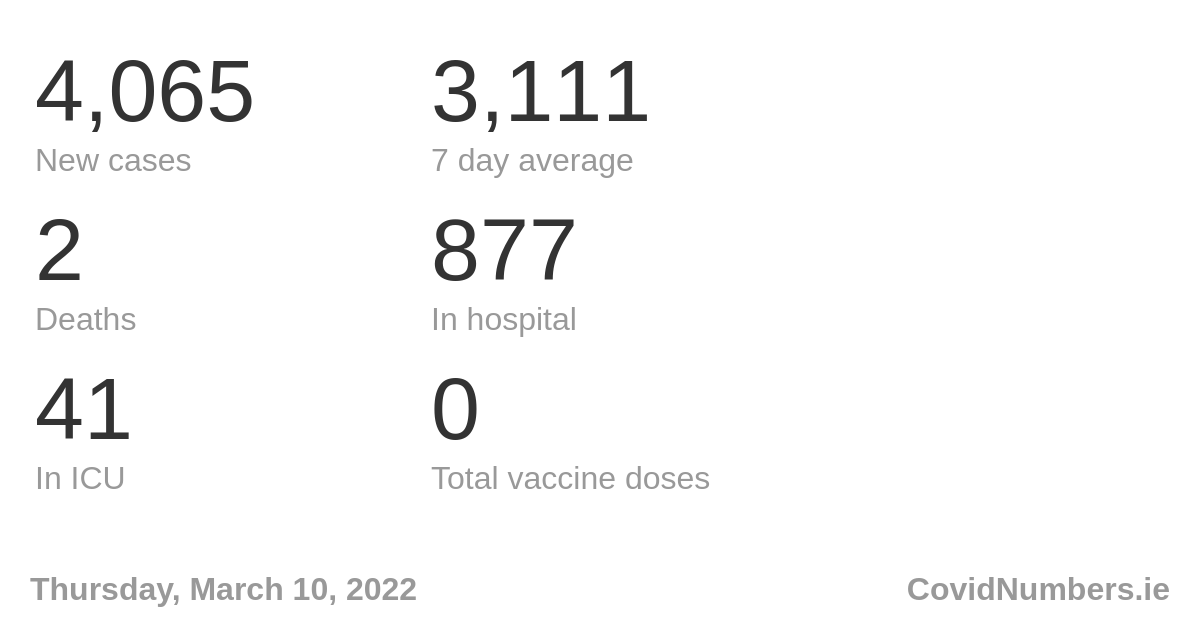 4,065
New cases
3,111
7 day average
2
Deaths
877
In hospital
41
In ICU
0
Total vaccine doses
Thursday, March 10, 2022
CovidNumbers.ie